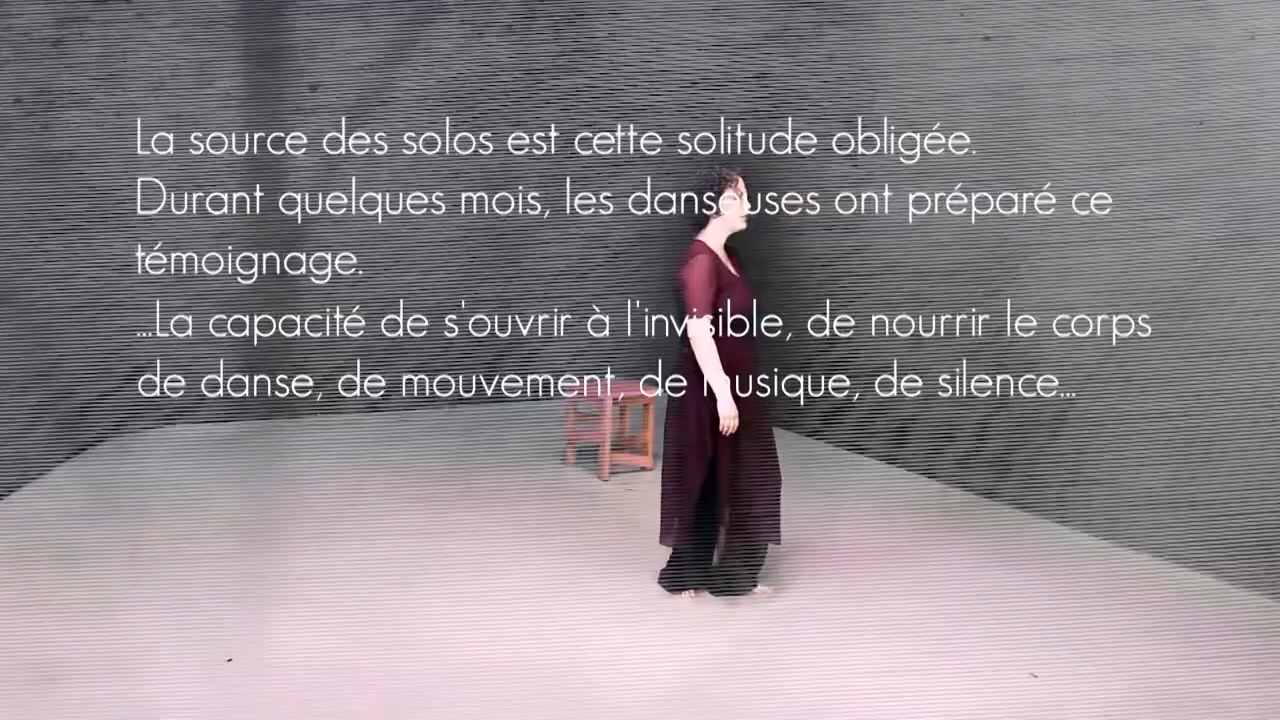 La source des solos est cette solitude obligée.
Durant quelques mois, les danseuses ont préparé ce
témoignage.
...La capacité de s'ouvrir à l'invisible, de nourrir le corps
de danse, de mouvement, de musique, de silence...